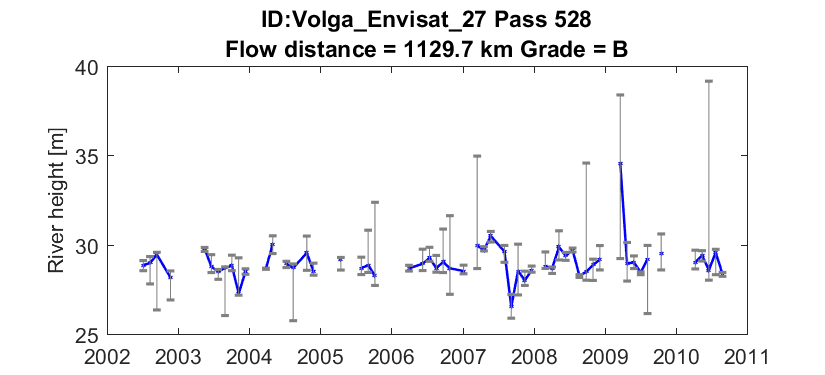 ID:Volga_Envisat_27 Pass 528
Flow distance = 1129.7 km Grade = B
River height [m]
40
35
30
25
2002 2003 2004 2005 2006 2007 2008 2009 2010 2011